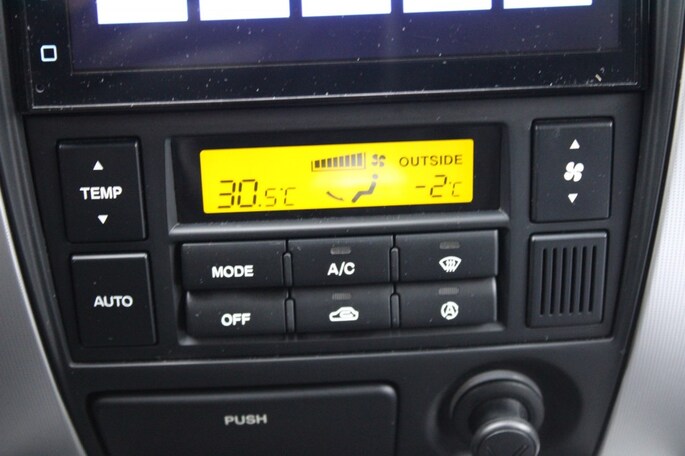 OUTSIDE
30.5°C
-2°C
TEMP
MODE
A/C
AUTO
OFF
A
PUSH